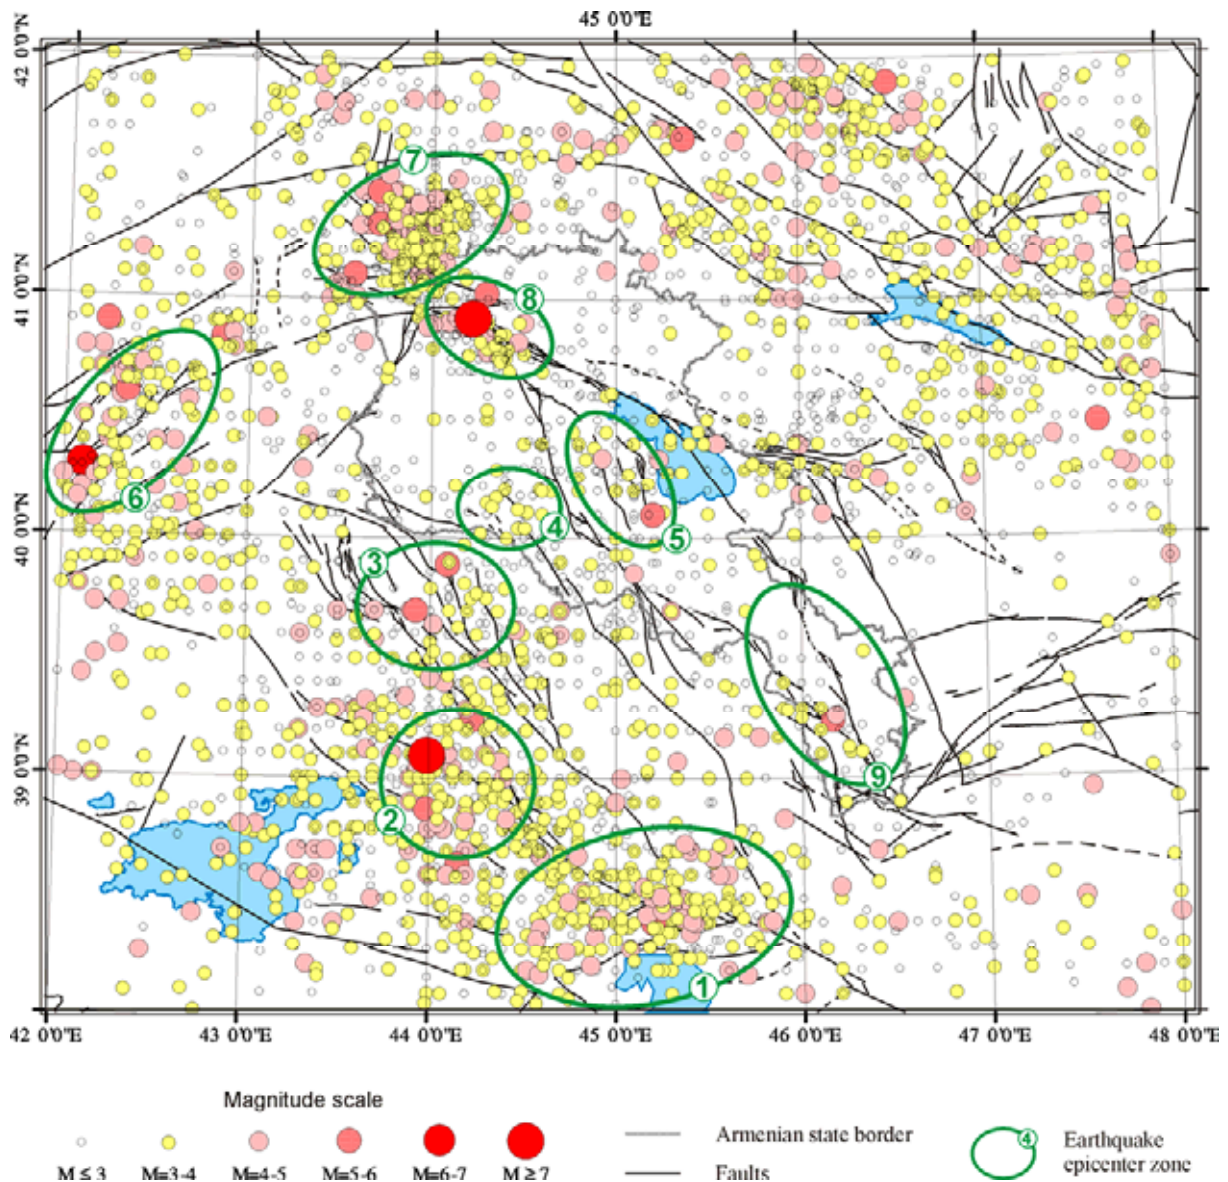 45 0'0"E
42 0'0"N
41 0'0"N
40 0'0"N
39 0'0"N
7
8
6
5
4
3
9
2
1
42 0'0"E 43 0'0"E 44 0'0"E 45 0'0"E 46 0'0"E 47 0'0"E 48 0'0"E
Magnitude scale
M ≤ 3 M=3-4 M=4-5 M=5-6 M=6-7 M ≥ 7
Armenian state border
Faults
4
Earthquake
epicenter zone